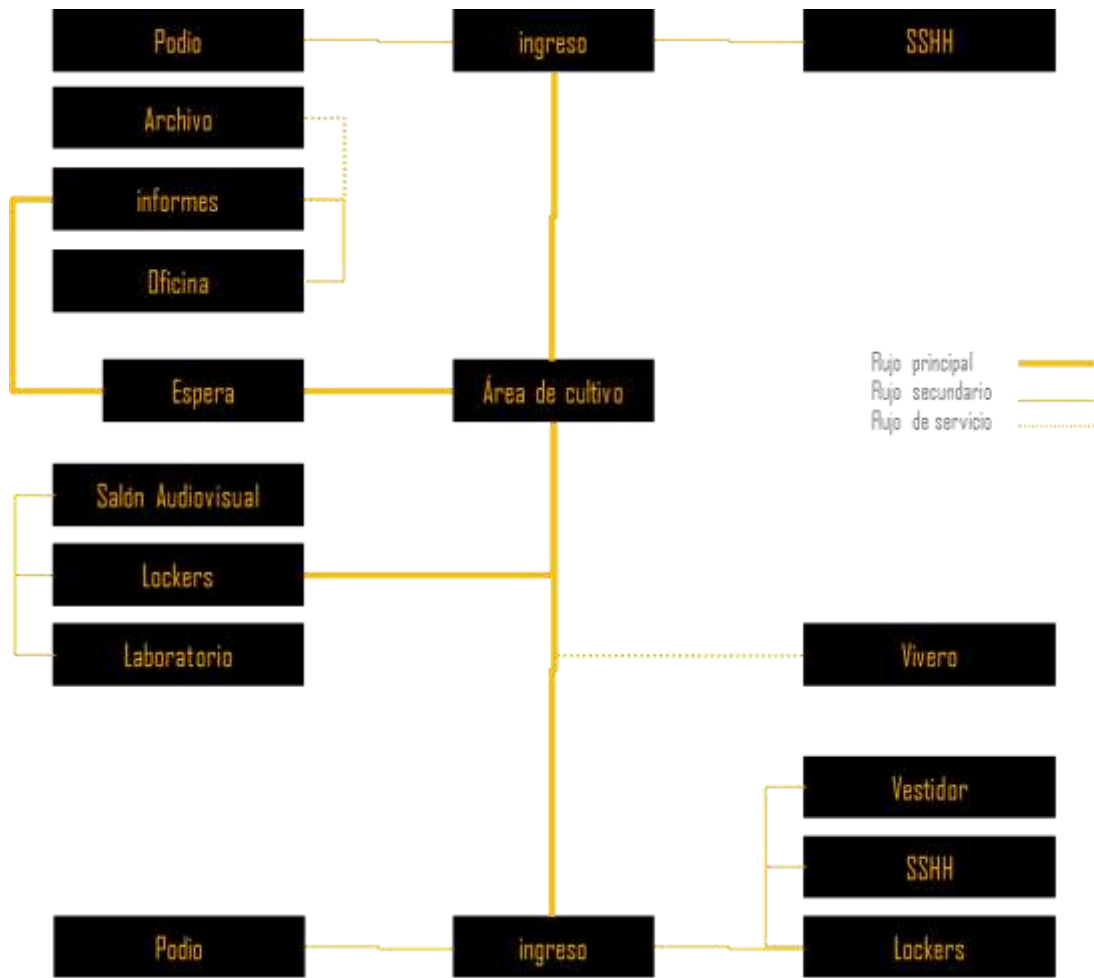 Podio
ingreso
SSHH
Archivo
informes
Oficina
Espera
Área de cultivo
Flujo principal
Flujo secundario
Flujo de servicio
Salón Audiovisual
Lockers
Laboratorio
Vivero
Vestidor
SSHH
Podio
ingreso
Lockers